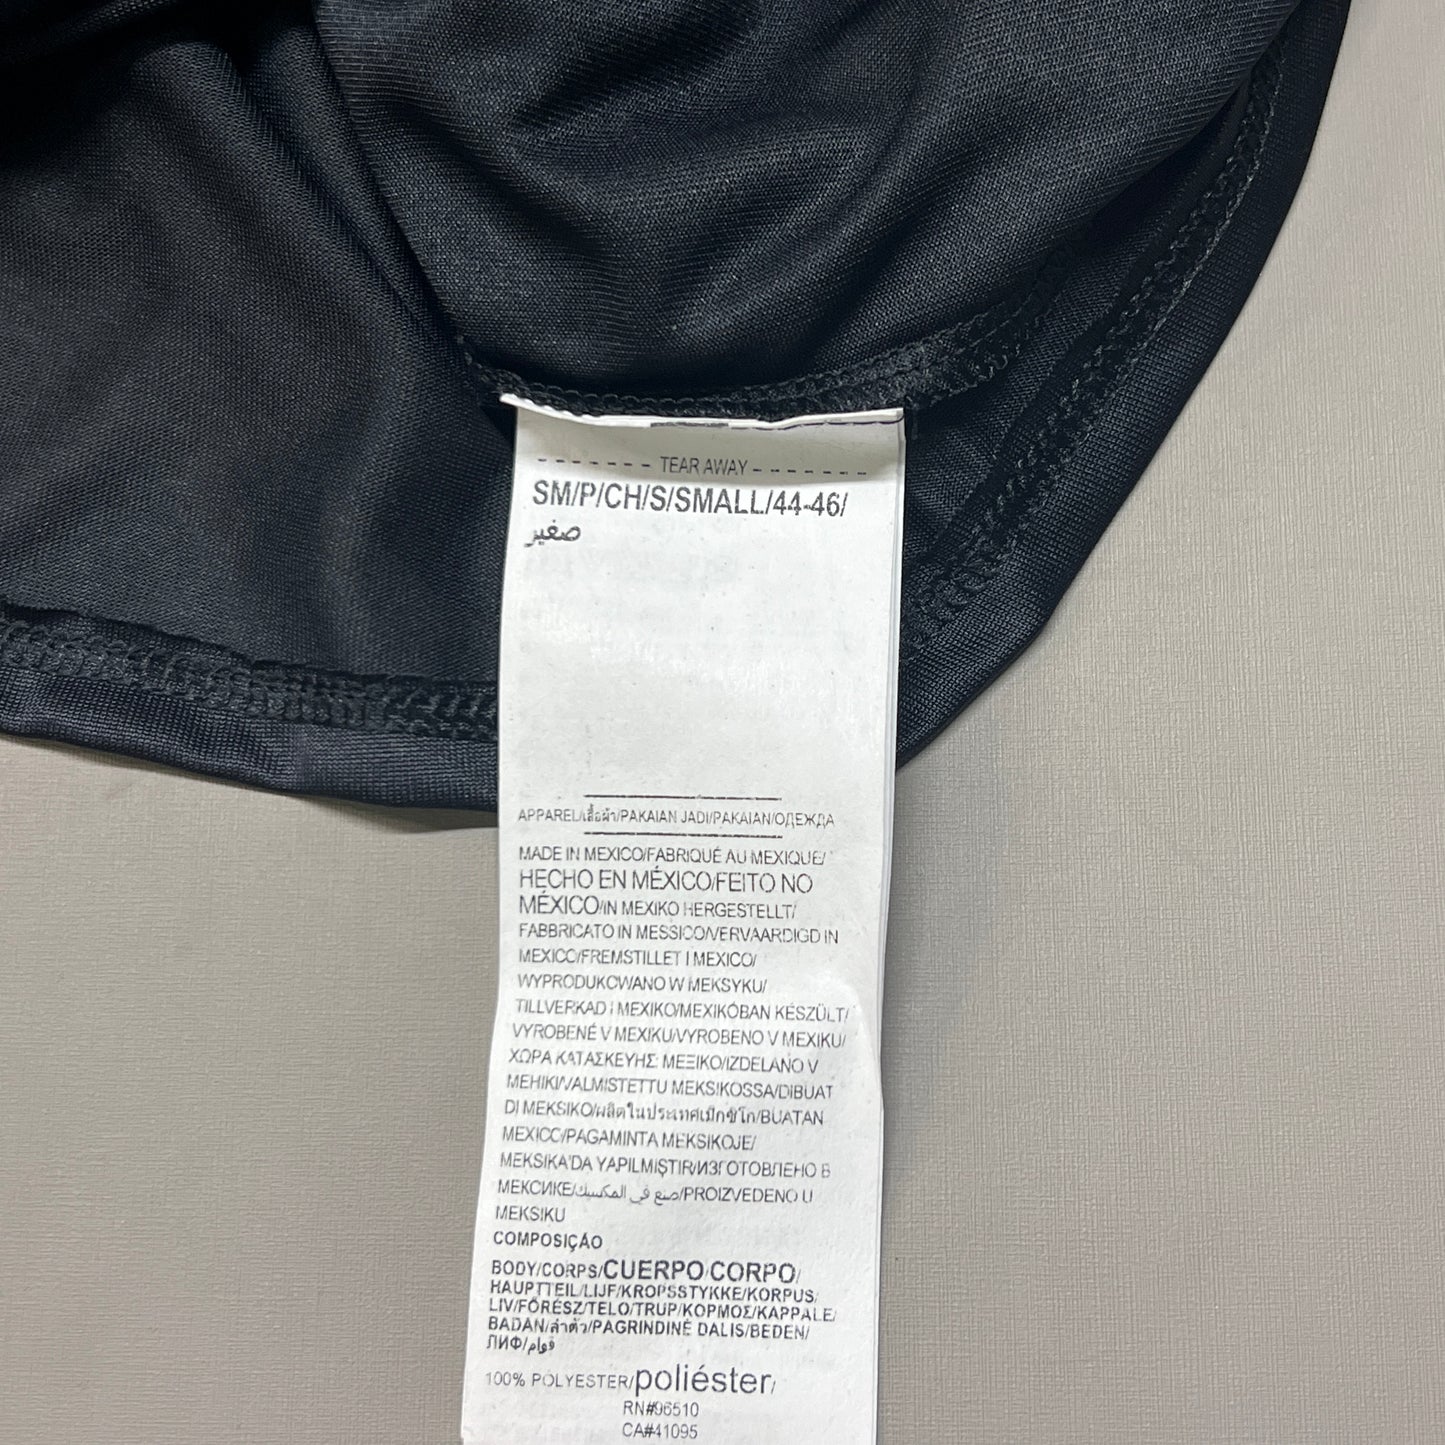 TEAR AWAY
SM/P/CH/S/SMALL/44-46/
صغير
APPAREL/เสื้อผ้า/PAKAIAN JADI/PAKAIAN/ОДЕЖДА
MADE IN MEXICO/FABRIQUÉ AU MEXIQUE/
HECHO EN MÉXICO/FEITO NO
MÉXICO/IN MEXIKO HERGESTELLT/
FABBRICATO IN MESSICO/VERVAARDIGD IN
MEXICO/FREMSTILLET I MEXICO/
WYPRODUKOWANO W MEKSYKU/
TILLVERKAD I MEXIKO/MEXIKÓBAN KÉSZÜLT/
VYROBENÉ V MEXIKU/VYROBENO V MEXIKU/
ΧΩΡΑ ΚΑΤΑΣΚΕΥΗΣ: ΜΕΞΙΚΟ/IZDELANO V
MEHIKI/VALMISTETTU MEKSIKOSSA/DIBUAT
DI MEKSIKO/ผลิตในประเทศเม็กซิโก/BUATAN
MEXICO/PAGAMINTA MEKSIKOJE/
MEKSIKA'DA YAPILMIŞTIR/ИЗГОТОВЛЕНО В
МЕКСИКЕ/صنع في المكسيك/PROIZVEDENO U
MEKSIKU
COMPOSIÇÃO
BODY/CORPS/CUERPO/CORPO/
HAUPTTEIL/LIJF/KROPSSTYKKE/KORPUS/
LIV/FŐRÉSZ/TELO/TRUP/ΚΟΡΜΟΣ/KAPPALE/
BADAN/ลำตัว/PAGRINDINĖ DALIS/BEDEN/
ЛИФ/قوام/
100% POLYESTER/poliéster/
RN#96510
CA#41095